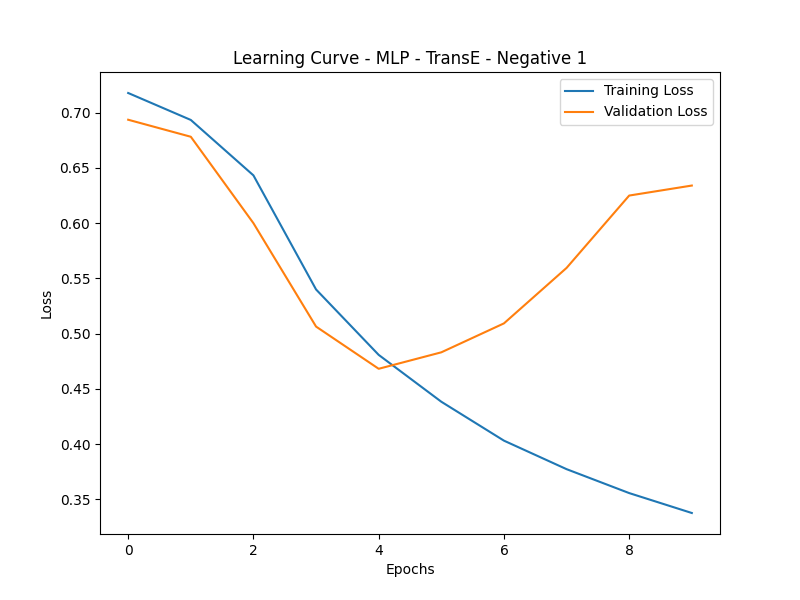 Learning Curve - MLP - TransE - Negative 1
Training Loss
Validation Loss
Loss
0.70
0.65
0.60
0.55
0.50
0.45
0.40
0.35
0
2
4
6
8
Epochs